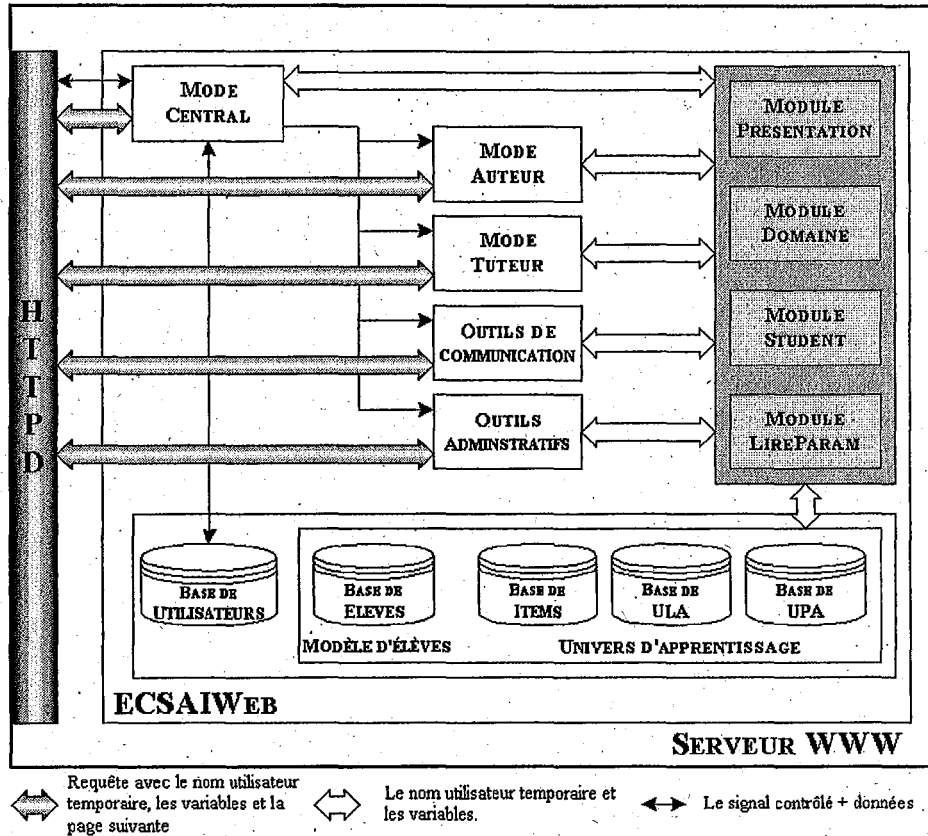 MODE
CENTRAL
MODULE
PRESENTATION
MODE
AUTEUR
MODULE
DOMAINE
MODE
TUTEUR
HTTPD
OUTILS DE
COMMUNICATION
MODULE
STUDENT
OUTILS
ADMINSTRATIFS
MODULE
LIREPARAM
BASE DE
UTILISATEURS
BASE DE
ELEVES
BASE DE
ITEMS
BASE DE
ULA
BASE DE
UPA
MODÈLE D'ÉLÈVES
UNIVERS D'APPRENTISSAGE
ECSAIWEB
SERVEUR WWW
Requête avec le nom utilisateur
temporaire, les variables et la
page suivante
Le nom utilisateur temporaire et
les variables.
Le signal contrôlé + données